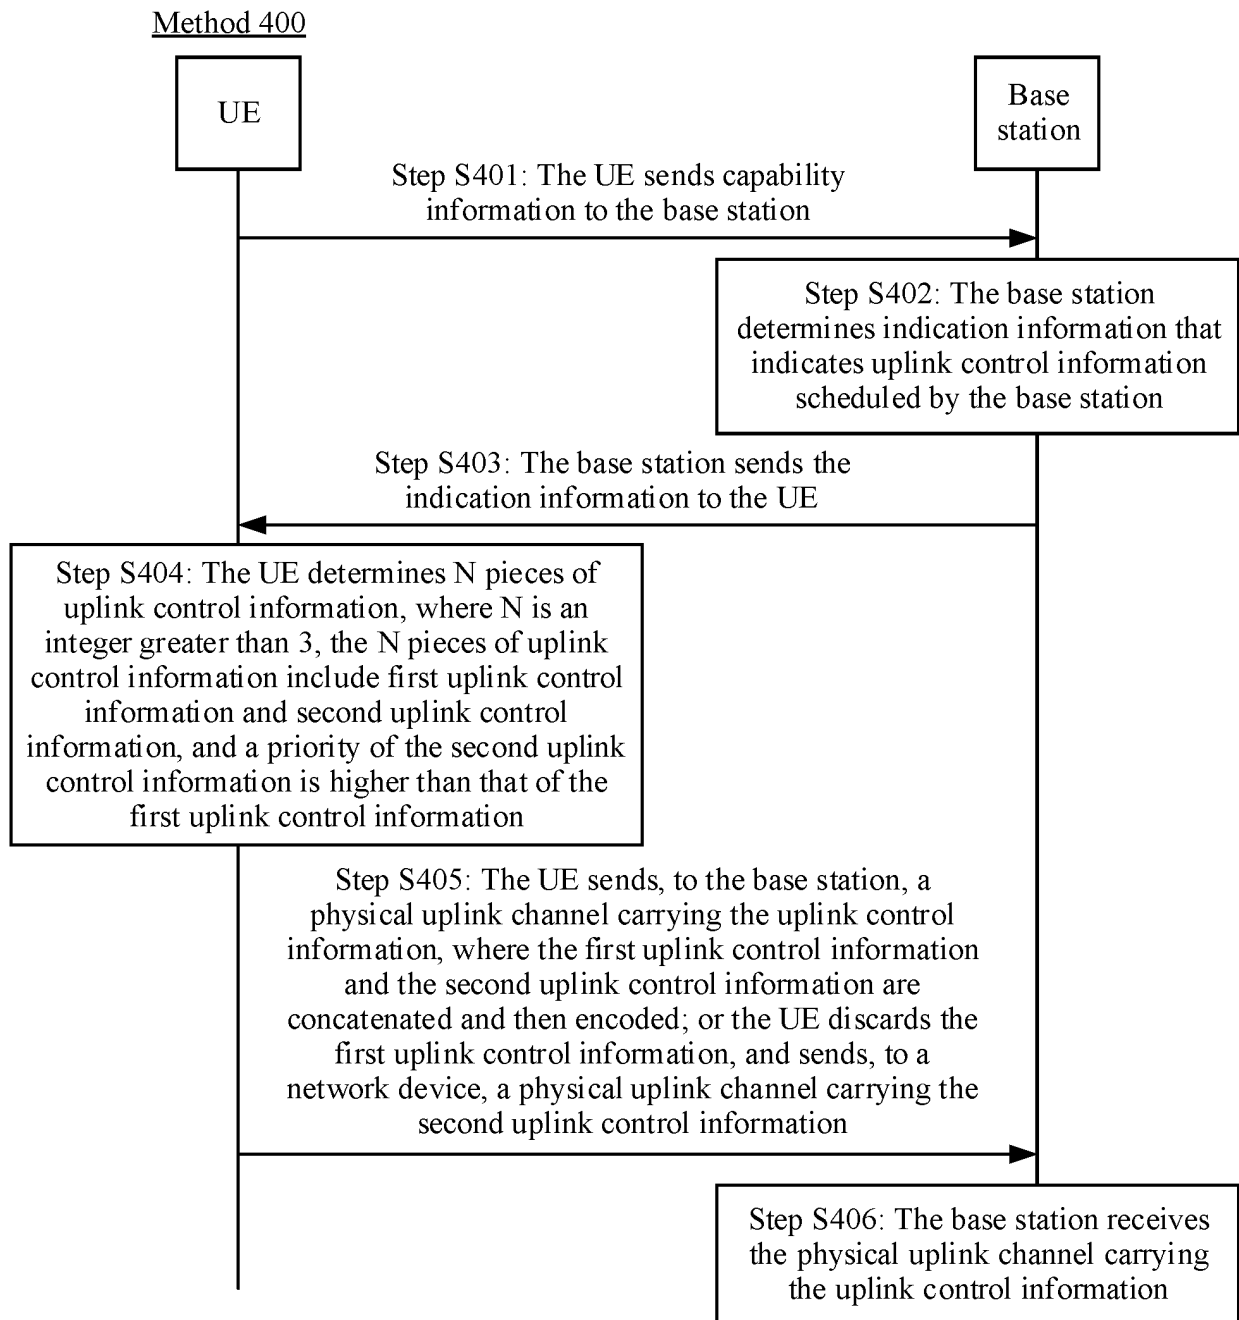 Method 400
UE
Base
station
Step S401: The UE sends capability
information to the base station
Step S402: The base station
determines indication information that
indicates uplink control information
scheduled by the base station
Step S403: The base station sends the
indication information to the UE
Step S404: The UE determines N pieces of
uplink control information, where N is an
integer greater than 3, the N pieces of uplink
control information include first uplink control
information and second uplink control
information, and a priority of the second uplink
control information is higher than that of the
first uplink control information
Step S405: The UE sends, to the base station, a
physical uplink channel carrying the uplink control
information, where the first uplink control information
and the second uplink control information are
concatenated and then encoded; or the UE discards the
first uplink control information, and sends, to a
network device, a physical uplink channel carrying the
second uplink control information
Step S406: The base station receives
the physical uplink channel carrying
the uplink control information